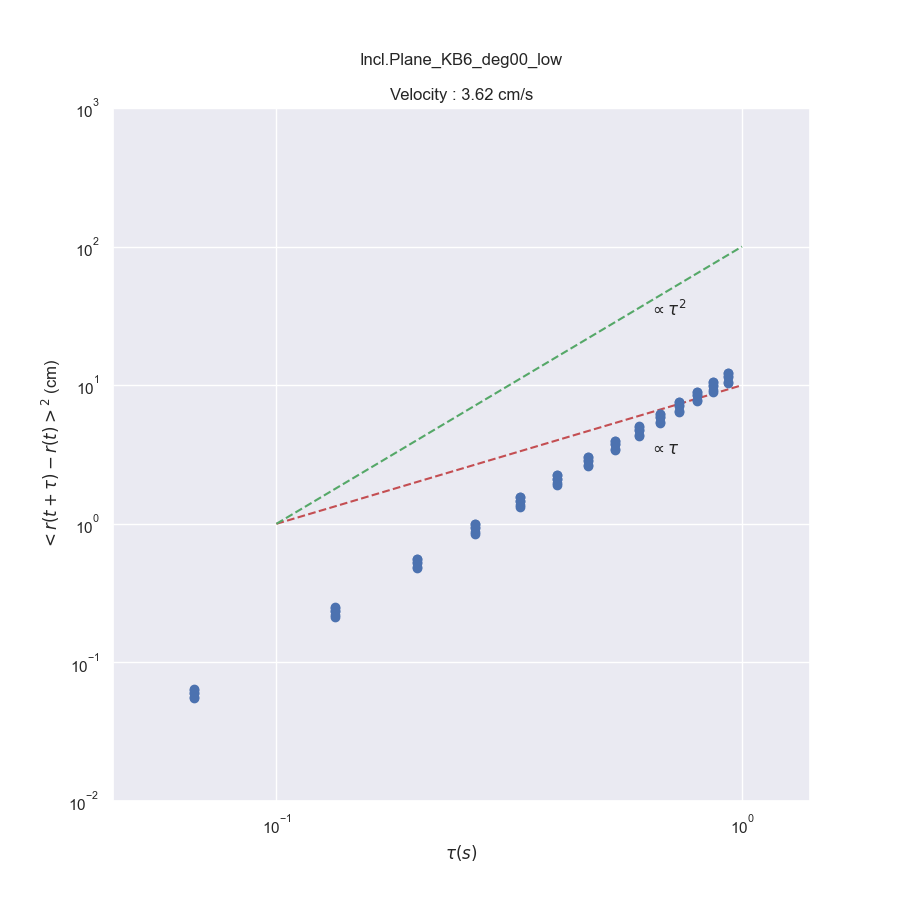 Incl.Plane_KB6_deg00_low
Velocity : 3.62 cm/s
10³
10²
10¹
10⁰
10⁻¹
10⁻²
< r(t + τ) − r(t) > ² (cm)
∝ τ²
∝ τ
10⁻¹
10⁰
τ(s)